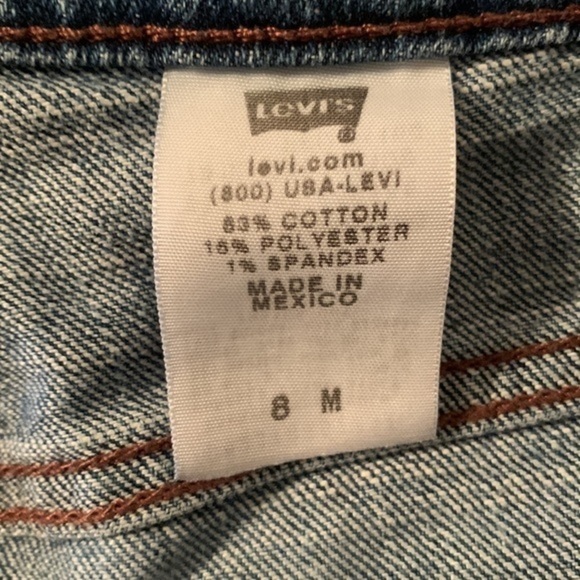 Levi's
®
levi.com
(800) USA-LEVI
83% COTTON
16% POLYESTER
1% SPANDEX
MADE IN
MEXICO
8 M